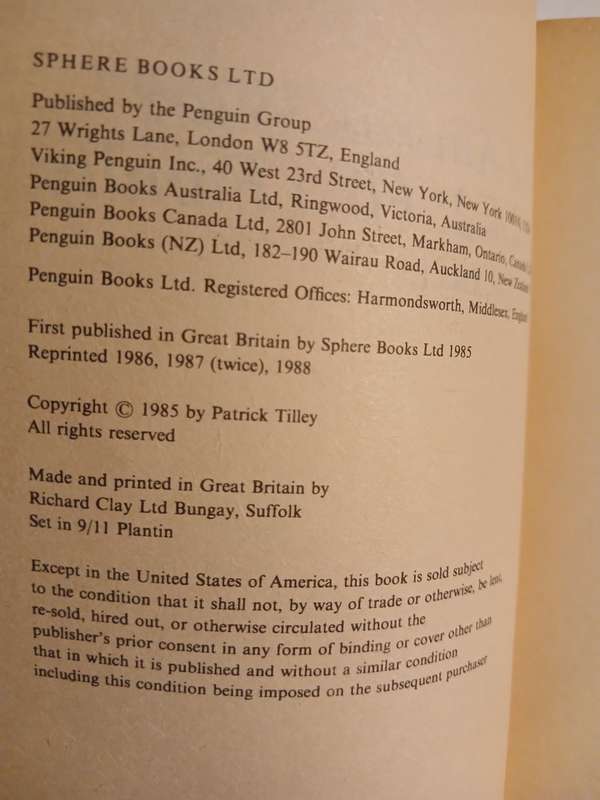 SPHERE BOOKS LTD
Published by the Penguin Group
27 Wrights Lane, London W8 5TZ, England
Viking Penguin Inc., 40 West 23rd Street, New York, New York 10010, USA
Penguin Books Australia Ltd, Ringwood, Victoria, Australia
Penguin Books Canada Ltd, 2801 John Street, Markham, Ontario, Canada
Penguin Books (NZ) Ltd, 182–190 Wairau Road, Auckland 10, New Zealand
Penguin Books Ltd. Registered Offices: Harmondsworth, Middlesex, England
First published in Great Britain by Sphere Books Ltd 1985
Reprinted 1986, 1987 (twice), 1988
Copyright © 1985 by Patrick Tilley
All rights reserved
Made and printed in Great Britain by
Richard Clay Ltd Bungay, Suffolk
Set in 9/11 Plantin
Except in the United States of America, this book is sold subject
to the condition that it shall not, by way of trade or otherwise, be lent,
re-sold, hired out, or otherwise circulated without the
publisher's prior consent in any form of binding or cover other than
that in which it is published and without a similar condition
including this condition being imposed on the subsequent purchaser